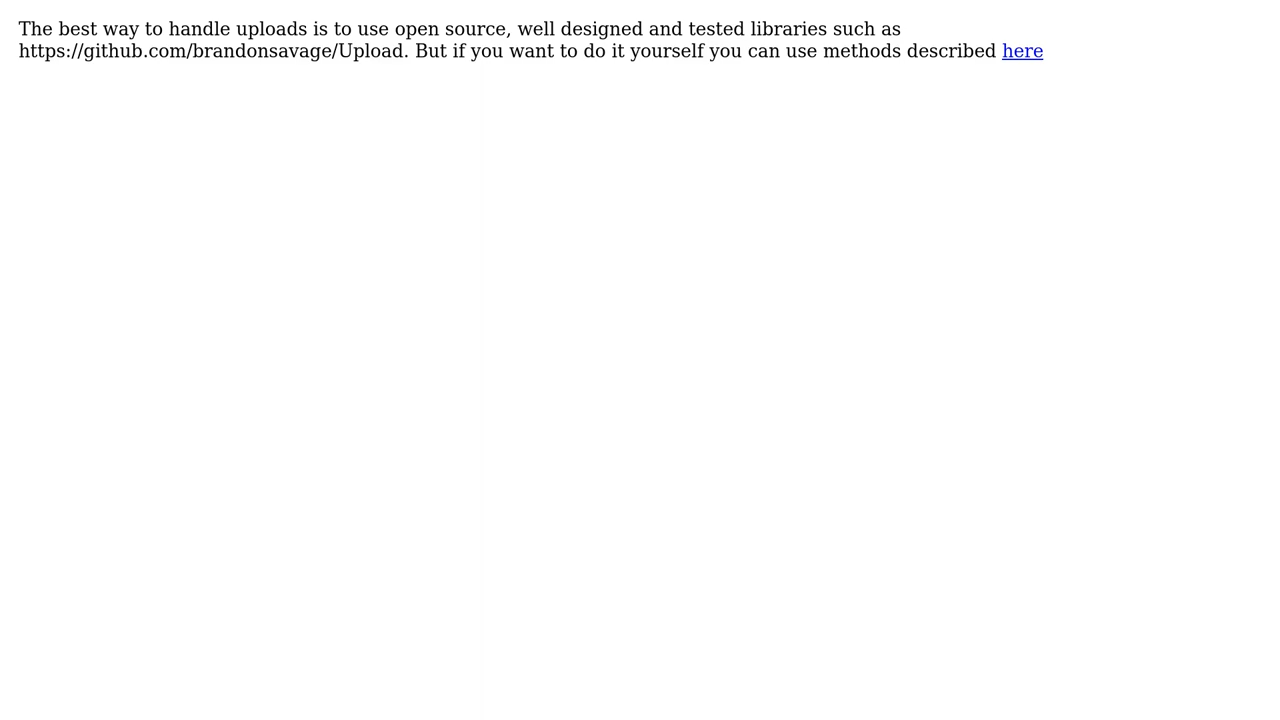 The best way to handle uploads is to use open source, well designed and tested libraries such as
https://github.com/brandonsavage/Upload. But if you want to do it yourself you can use methods described here